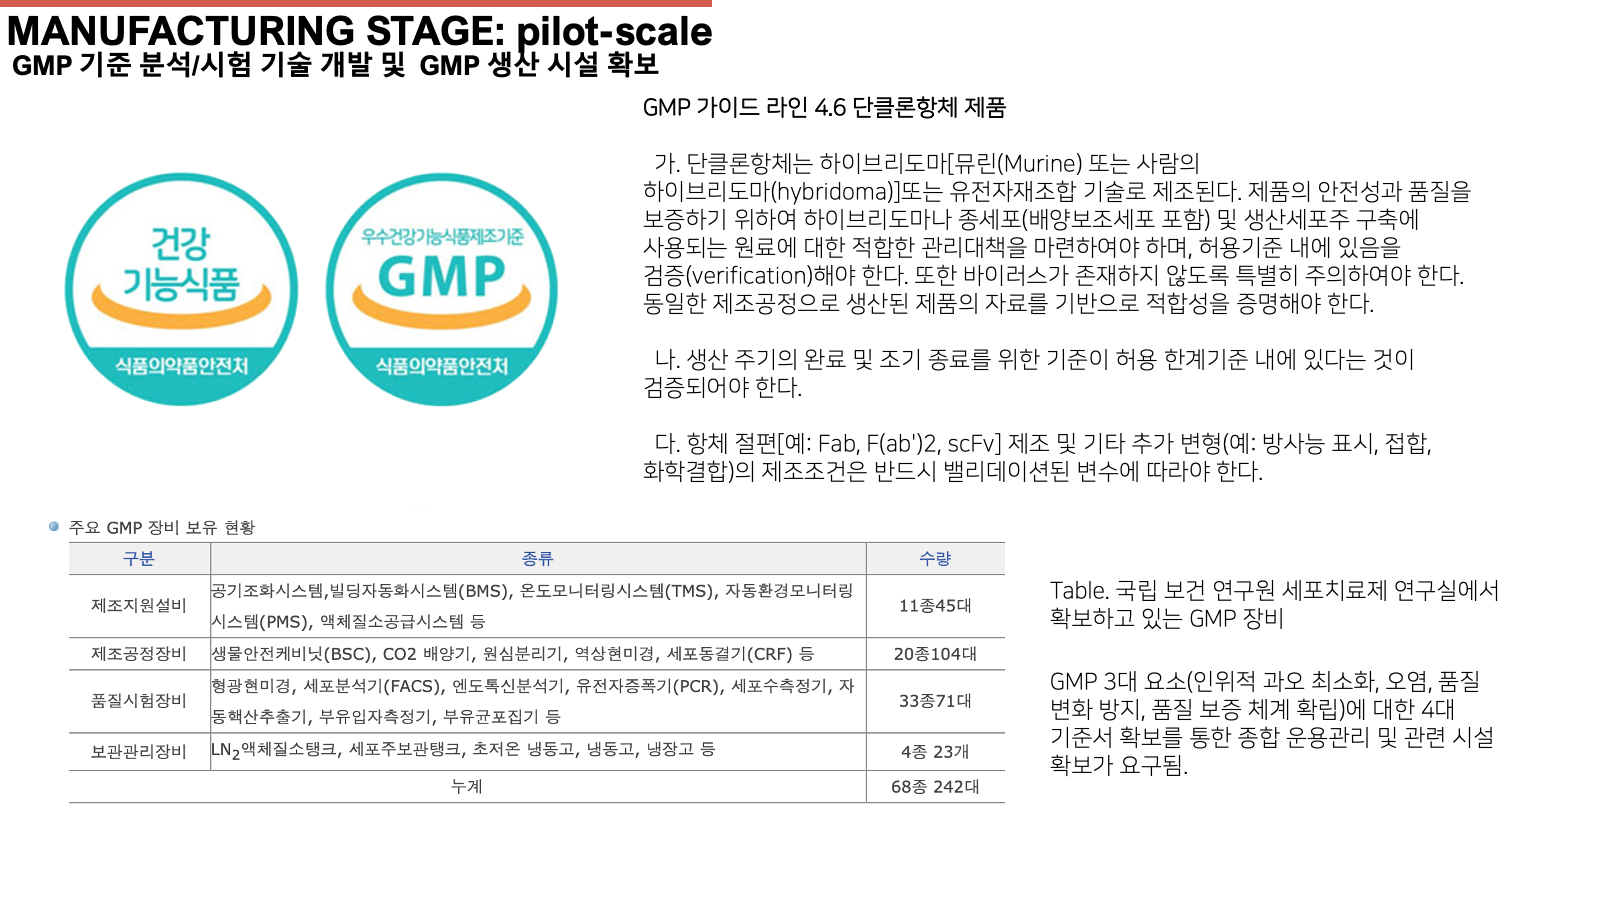 MANUFACTURING STAGE: pilot-scale
GMP 기준 분석/시험 기술 개발 및 GMP 생산 시설 확보
건강
기능식품
식품의약품안전처
우수건강기능식품제조기준
GMP
식품의약품안전처
GMP 가이드 라인 4.6 단클론항체 제품
가. 단클론항체는 하이브리도마[뮤린(Murine) 또는 사람의
하이브리도마(hybridoma)]또는 유전자재조합 기술로 제조된다. 제품의 안전성과 품질을
보증하기 위하여 하이브리도마나 종세포(배양보조세포 포함) 및 생산세포주 구축에
사용되는 원료에 대한 적합한 관리대책을 마련하여야 하며, 허용기준 내에 있음을
검증(verification)해야 한다. 또한 바이러스가 존재하지 않도록 특별히 주의하여야 한다.
동일한 제조공정으로 생산된 제품의 자료를 기반으로 적합성을 증명해야 한다.
나. 생산 주기의 완료 및 조기 종료를 위한 기준이 허용 한계기준 내에 있다는 것이
검증되어야 한다.
다. 항체 절편[예: Fab, F(ab')2, scFv] 제조 및 기타 추가 변형(예: 방사능 표시, 접합,
화학결합)의 제조조건은 반드시 밸리데이션된 변수에 따라야 한다.
주요 GMP 장비 보유 현황
구분 종류 수량
제조지원설비 공기조화시스템,빌딩자동화시스템(BMS), 온도모니터링시스템(TMS), 자동환경모니터링
시스템(PMS), 액체질소공급시스템 등 11종45대
제조공정장비 생물안전케비닛(BSC), CO2 배양기, 원심분리기, 역상현미경, 세포동결기(CRF) 등 20종104대
품질시험장비 형광현미경, 세포분석기(FACS), 엔도톡신분석기, 유전자증폭기(PCR), 세포수측정기, 자
동핵산추출기, 부유입자측정기, 부유균포집기 등 33종71대
보관관리장비 LN2액체질소탱크, 세포주보관탱크, 초저온 냉동고, 냉동고, 냉장고 등 4종 23개
누계 68종 242대
Table. 국립 보건 연구원 세포치료제 연구실에서
확보하고 있는 GMP 장비
GMP 3대 요소(인위적 과오 최소화, 오염, 품질
변화 방지, 품질 보증 체계 확립)에 대한 4대
기준서 확보를 통한 종합 운용관리 및 관련 시설
확보가 요구됨.